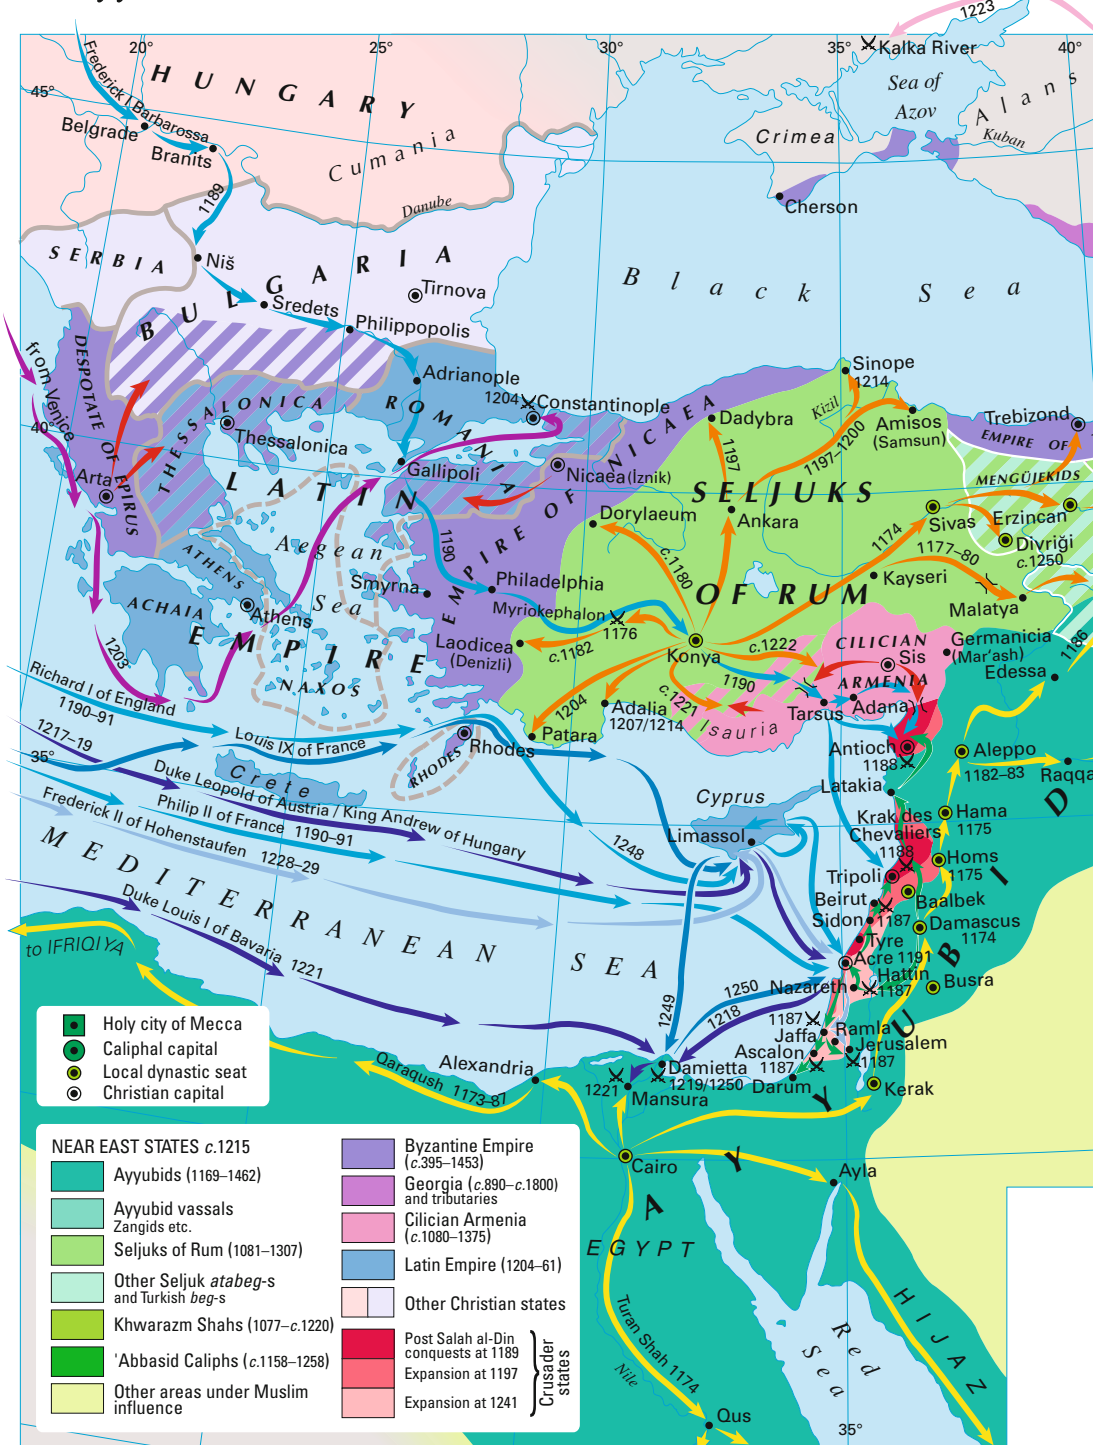 1223
20°
25°
30°
35°
40°
Kalka River
HUNGARY
Frederick I Barbarossa
45°
Belgrade
Branits
Cumania
Danube
Sea of
Azov
Alans
Kuban
Crimea
Cherson
1189
SERBIA
Niš
BULGARIA
Tirnova
Sredets
Philippopolis
Black Sea
from Venice
DESPOTATE OF EPIRUS
Adrianople
ROMANIA
1204
Constantinople
Sinope
1214
Kizil
Dadybra
Amisos
(Samsun)
Trebizond
EMPIRE OF
THESSALONICA
Thessalonica
40°
Arta
Gallipoli
Nicaea (İznik)
EMPIRE OF NICAEA
1197
1197–1200
MENGÜJEKIDS
LATIN
EMPIRE
SELJUKS
OF RUM
Dorylaeum
Ankara
Sivas
Erzincan
Divriği
c.1250
1174
1177–80
Kayseri
Malatya
Aegean
Sea
ATHENS
ACHAIA
Athens
1190
Smyrna
Philadelphia
c.1180
Myriokephalon
1176
Laodicea
(Denizli)
c.1182
Konya
c.1222
CILICIAN
ARMENIA
Sis
Germanicia
(Mar'ash)
1186
Edessa
NAXOS
1203
Richard I of England
1190–91
1204
c.1221
1190
Isauria
Tarsus
Adana
Adalia
1207/1214
Patara
1217–19
Louis IX of France
Rhodes
RHODES
Antioch
1188
Aleppo
1182–83
Raqqa
35°
Crete
Duke Leopold of Austria / King Andrew of Hungary
Philip II of France 1190–91
Frederick II of Hohenstaufen 1228–29
Cyprus
Limassol
Latakia
Krak des
Chevaliers
1188
Hama
1175
Homs
1175
1248
MEDITERRANEAN SEA
Tripoli
Baalbek
Beirut
Sidon
1187
Damascus
1174
Duke Louis I of Bavaria 1221
to IFRIQIYA
Tyre
Acre 1191
Hattin
1187
Nazareth
Busra
1249
1250
1218
1187
Jaffa
Ramla
Jerusalem
1187
Ascalon
1187
Darum
Kerak
AYYUBID
Alexandria
Qaraqush 1173–87
Damietta
1219/1250
1221
Mansura
Cairo
Ayla
EGYPT
HIJAZ
Turan Shah 1174
Nile
Red
Sea
Qus
35°
Holy city of Mecca
Caliphal capital
Local dynastic seat
Christian capital
NEAR EAST STATES c.1215
Ayyubids (1169–1462)
Ayyubid vassals
Zangids etc.
Seljuks of Rum (1081–1307)
Other Seljuk atabeg-s
and Turkish beg-s
Khwarazm Shahs (1077–c.1220)
'Abbasid Caliphs (c.1158–1258)
Other areas under Muslim
influence
Byzantine Empire
(c.395–1453)
Georgia (c.890–c.1800)
and tributaries
Cilician Armenia
(c.1080–1375)
Latin Empire (1204–61)
Other Christian states
Post Salah al-Din
conquests at 1189
Expansion at 1197
Expansion at 1241
Crusader
states